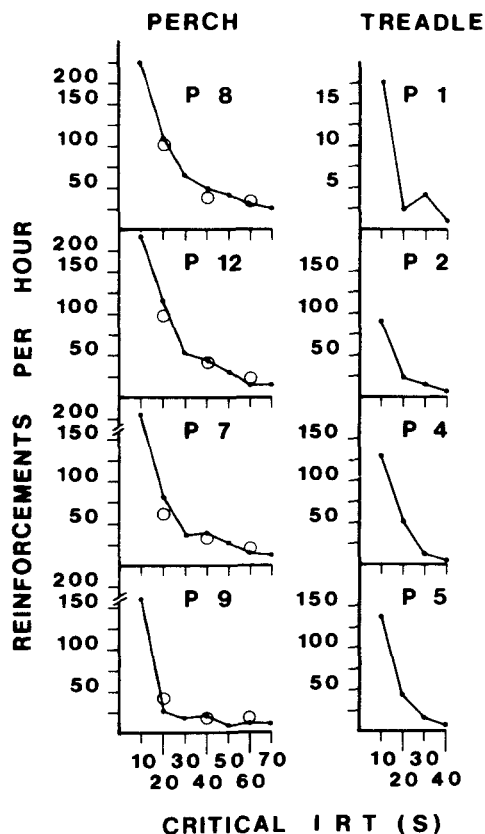 PERCH TREADLE
200
150
100
50
P 8
15
10
5
P 1
200
150
100
50
P 12
150
100
50
P 2
200
150
100
50
P 7
150
100
50
P 4
200
150
100
50
P 9
150
100
50
P 5
REINFORCEMENTS PER HOUR
10 30 50 70
20 40 60
10 30
20 40
CRITICAL IRT (S)